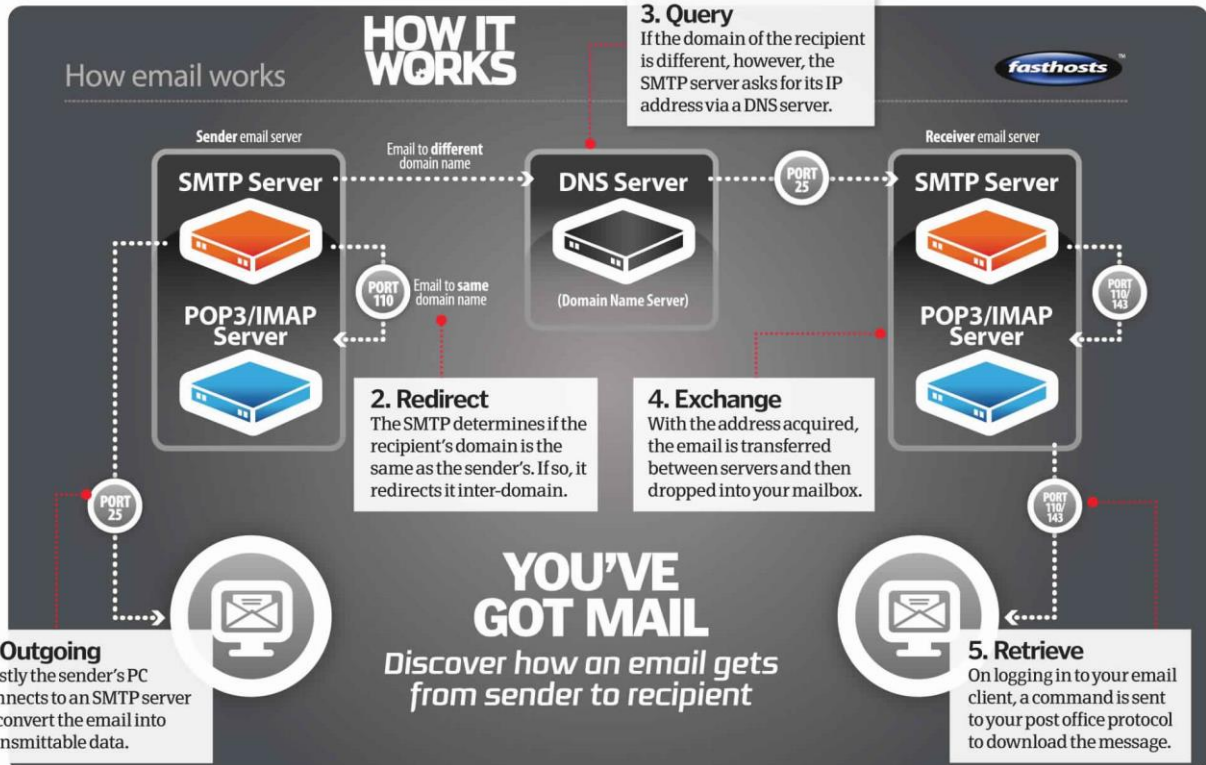 How email works
HOW IT
WORKS
3. Query
If the domain of the recipient
is different, however, the
SMTP server asks for its IP
address via a DNS server.
fasthosts™
Sender email server
SMTP Server
PORT
110
POP3/IMAP
Server
Email to different
domain name
Email to same
domain name
DNS Server
(Domain Name Server)
PORT
25
Receiver email server
SMTP Server
PORT
110/
143
POP3/IMAP
Server
2. Redirect
The SMTP determines if the
recipient's domain is the
same as the sender's. If so, it
redirects it inter-domain.
4. Exchange
With the address acquired,
the email is transferred
between servers and then
dropped into your mailbox.
PORT
25
PORT
110/
143
YOU'VE
GOT MAIL
Discover how an email gets
from sender to recipient
Outgoing
stly the sender's PC
nnects to an SMTP server
convert the email into
nsmittable data.
5. Retrieve
On logging in to your email
client, a command is sent
to your post office protocol
to download the message.